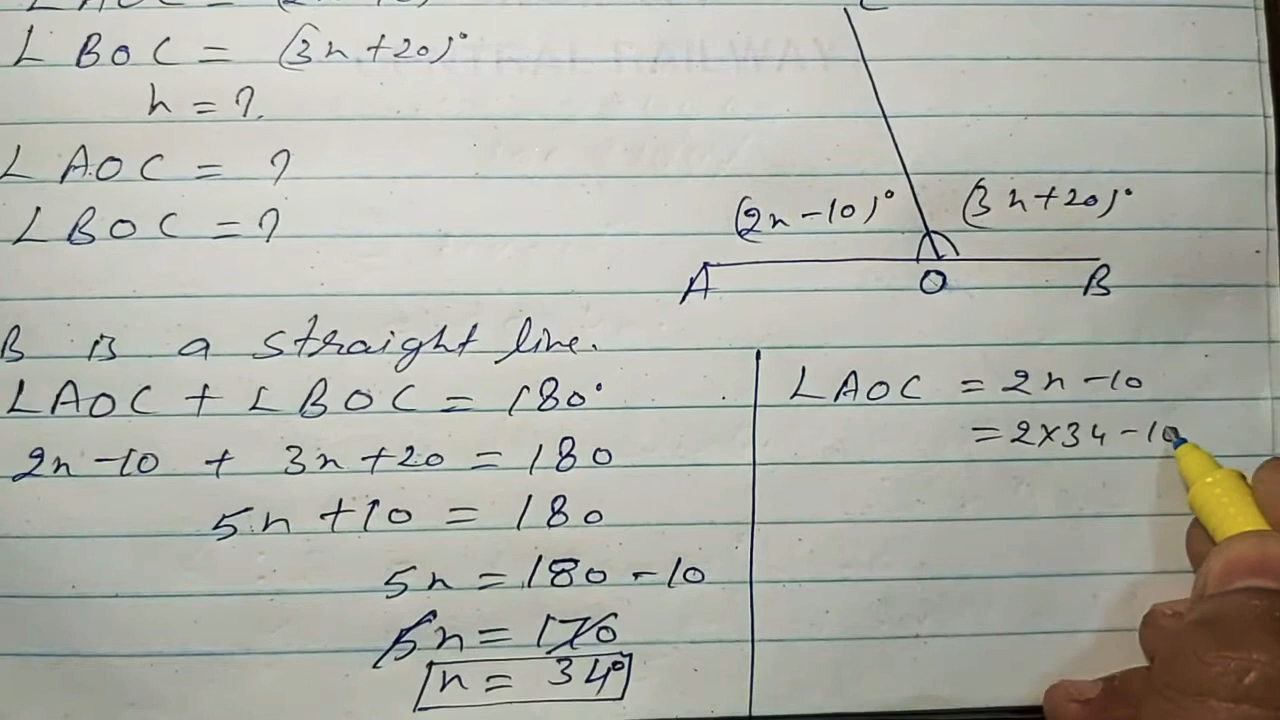 ∠BOC = (3n+20)°
n = ?
∠AOC = ?
∠BOC = ?
C
(2n-10)° (3n+20)°
A O B
B is a straight line.
∠AOC + ∠BOC = 180°
2n-10 + 3n+20 = 180
5n + 10 = 180
5n = 180 - 10
5n = 170
n = 34°
∠AOC = 2n-10
= 2×34-10